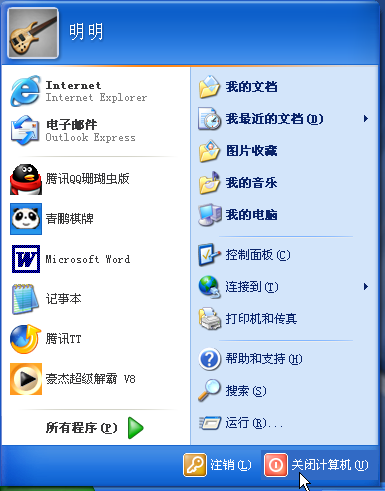 明明
Internet
Internet Explorer
电子邮件
Outlook Express
腾讯QQ珊瑚虫版
青鹏棋牌
Microsoft Word
记事本
腾讯TT
豪杰超级解霸 V8
所有程序(P)
我的文档
我最近的文档(D)
图片收藏
我的音乐
我的电脑
控制面板(C)
连接到(T)
打印机和传真
帮助和支持(H)
搜索(S)
运行(R)...
注销(L)
关闭计算机(U)